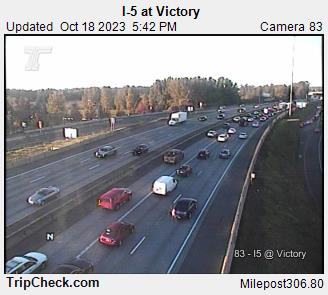 I-5 at Victory
Updated Oct 18 2023 5:42 PM Camera 83
T
N
83 - I5 @ Victory
TripCheck.com Milepost306.80